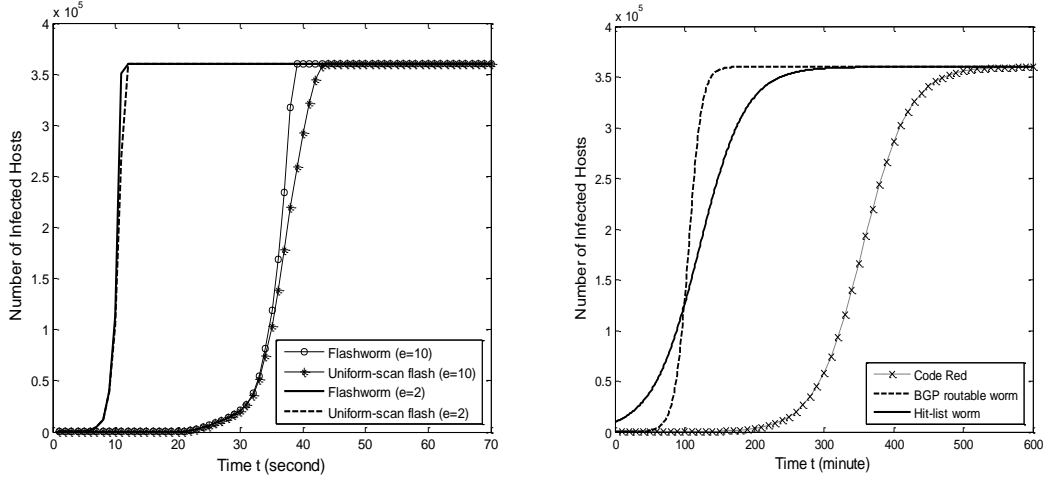 x 10^5
4
3.5
3
2.5
2
1.5
1
0.5
0
0 10 20 30 40 50 60 70
Number of Infected Hosts
Time t (second)
Flashworm (e=10)
Uniform-scan flash (e=10)
Flashworm (e=2)
Uniform-scan flash (e=2)
x 10^5
4
3.5
3
2.5
2
1.5
1
0.5
0
0 100 200 300 400 500 600
Number of Infected Hosts
Time t (minute)
Code Red
BGP routable worm
Hit-list worm